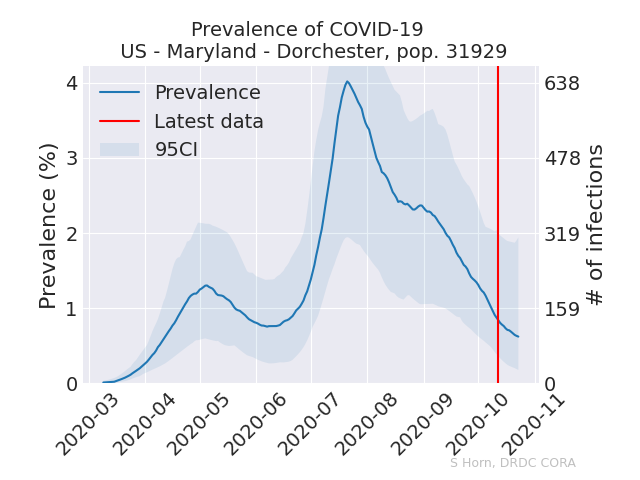 Prevalence of COVID-19
US - Maryland - Dorchester, pop. 31929
Prevalence
Latest data
95CI
Prevalence (%)
4
3
2
1
0
638
478
319
159
0
# of infections
2020-03
2020-04
2020-05
2020-06
2020-07
2020-08
2020-09
2020-10
2020-11
S Horn, DRDC CORA